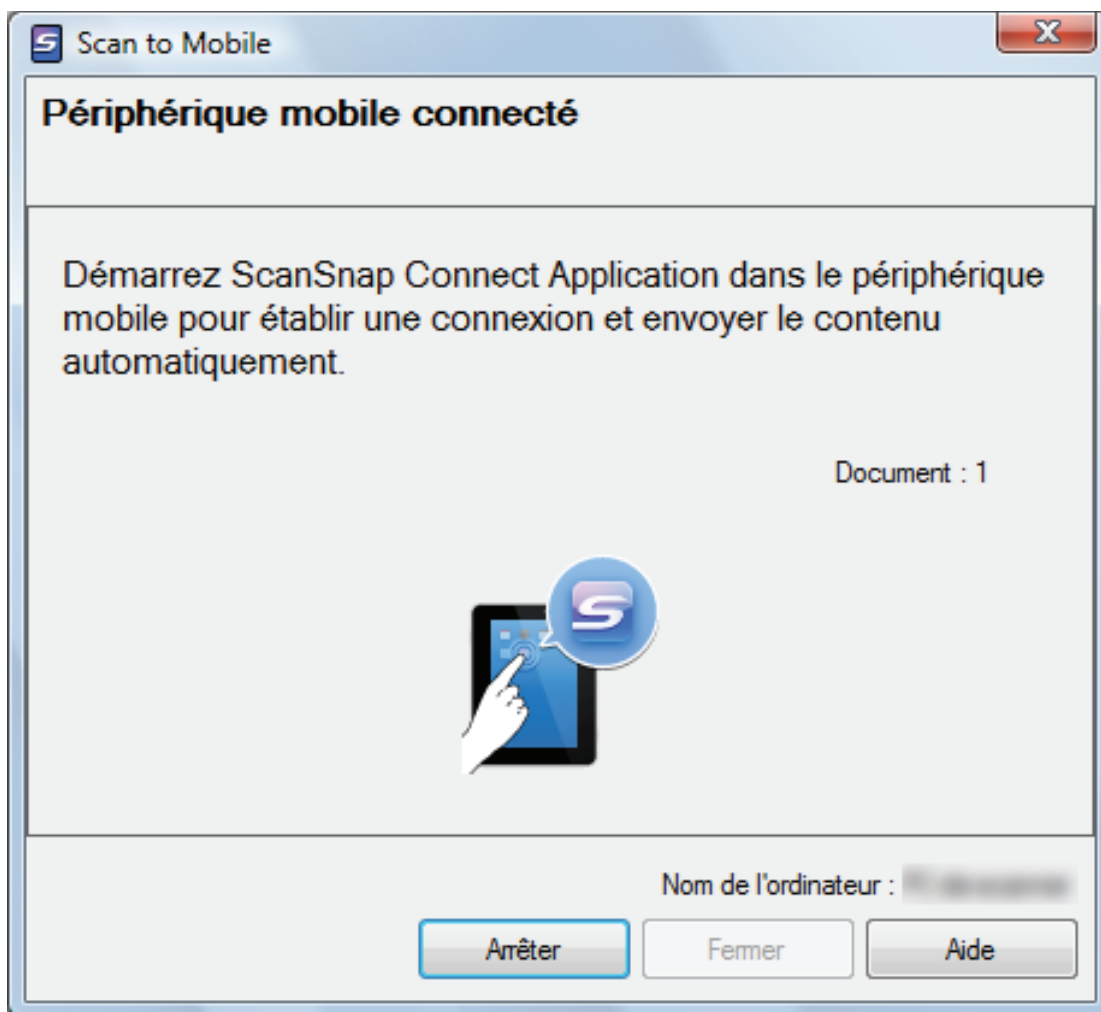 Scan to Mobile
Périphérique mobile connecté
Démarrez ScanSnap Connect Application dans le périphérique
mobile pour établir une connexion et envoyer le contenu
automatiquement.
Document : 1
Nom de l'ordinateur :
Arrêter
Fermer
Aide